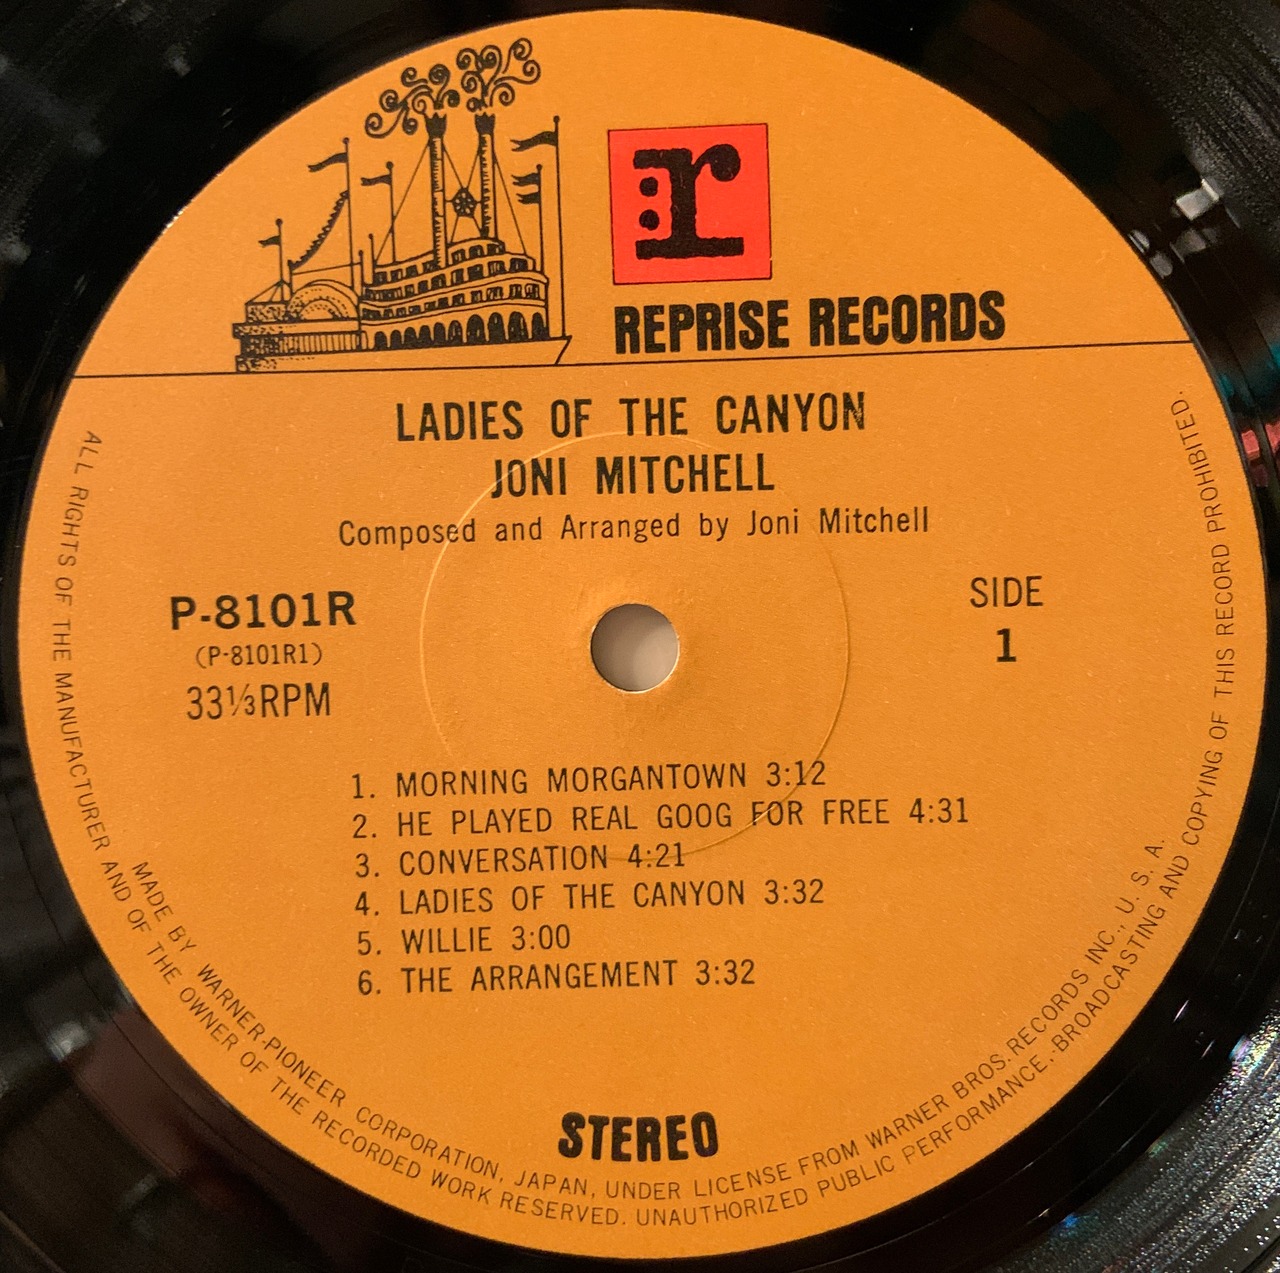 r:
REPRISE RECORDS
LADIES OF THE CANYON
JONI MITCHELL
Composed and Arranged by Joni Mitchell
P-8101R
(P-8101R1)
33⅓RPM
SIDE
1
1. MORNING MORGANTOWN 3:12
2. HE PLAYED REAL GOOG FOR FREE 4:31
3. CONVERSATION 4:21
4. LADIES OF THE CANYON 3:32
5. WILLIE 3:00
6. THE ARRANGEMENT 3:32
STEREO
MADE BY WARNER-PIONEER CORPORATION, JAPAN, UNDER LICENSE FROM WARNER BROS. RECORDS INC., U. S. A.
ALL RIGHTS OF THE MANUFACTURER AND OF THE OWNER OF THE RECORDED WORK RESERVED. UNAUTHORIZED PUBLIC PERFORMANCE, BROADCASTING AND COPYING OF THIS RECORD PROHIBITED.